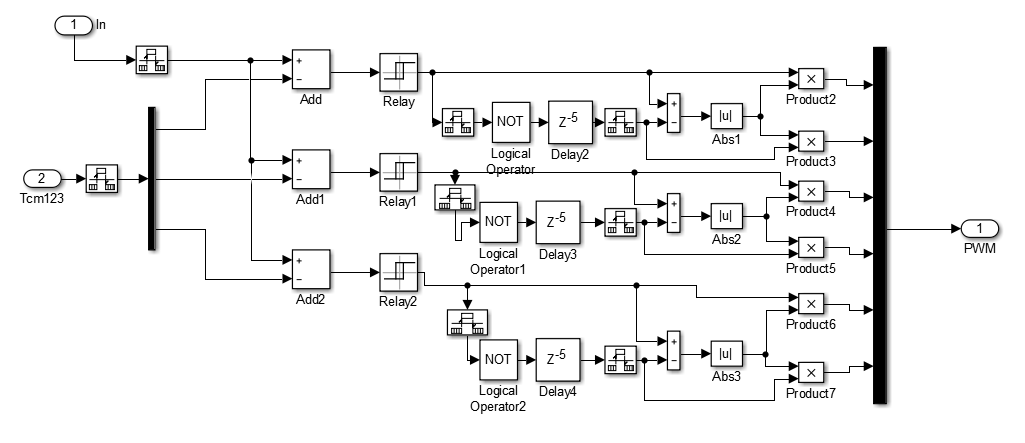 1 In
+
−
Add
Relay
NOT
Logical
Operator
Z-5
Delay2
+
−
|u|
Abs1
×
Product2
×
Product3
2
Tcm123
+
−
Add1
Relay1
NOT
Logical
Operator1
Z-5
Delay3
+
−
|u|
Abs2
×
Product4
×
Product5
1
PWM
+
−
Add2
Relay2
NOT
Logical
Operator2
Z-5
Delay4
+
−
|u|
Abs3
×
Product6
×
Product7